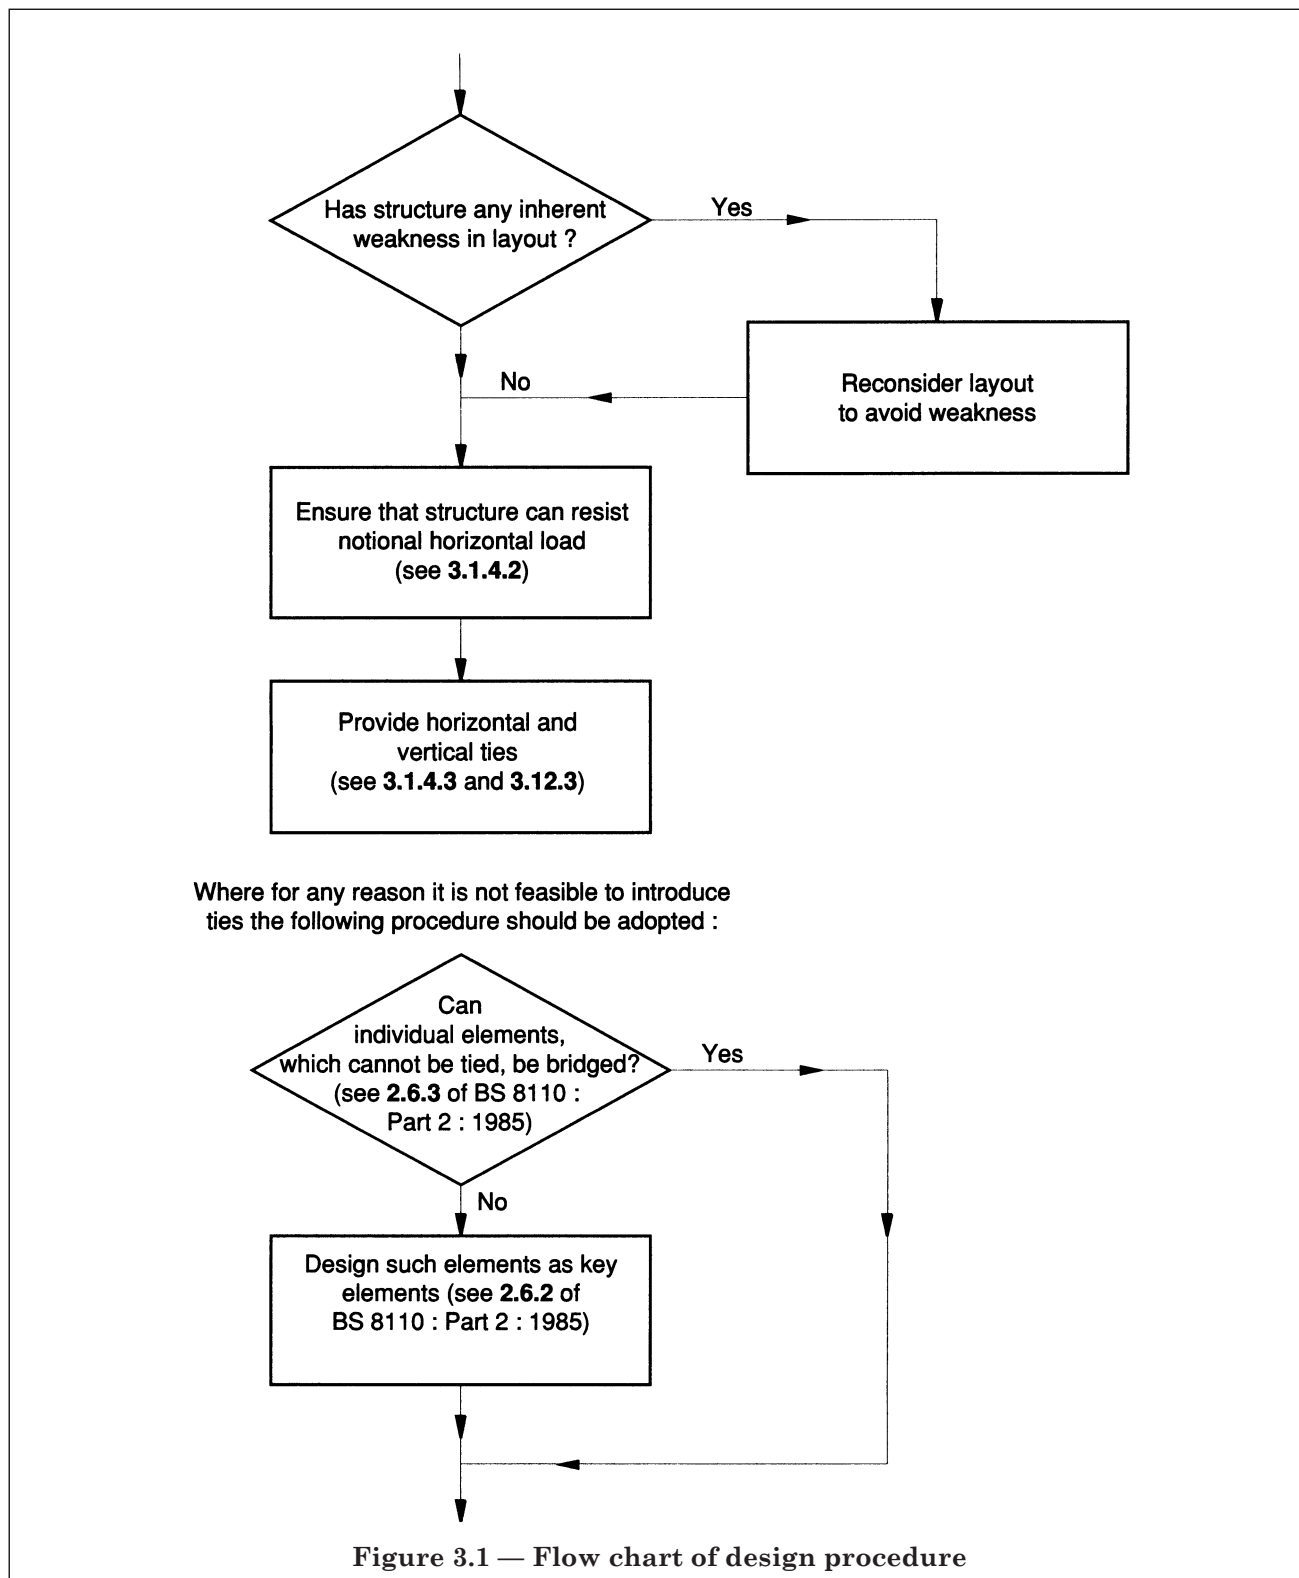 Has structure any inherent
weakness in layout ?
Yes
Reconsider layout
to avoid weakness
No
Ensure that structure can resist
notional horizontal load
(see 3.1.4.2)
Provide horizontal and
vertical ties
(see 3.1.4.3 and 3.12.3)
Where for any reason it is not feasible to introduce
ties the following procedure should be adopted :
Can
individual elements,
which cannot be tied, be bridged?
(see 2.6.3 of BS 8110 :
Part 2 : 1985)
Yes
No
Design such elements as key
elements (see 2.6.2 of
BS 8110 : Part 2 : 1985)
Figure 3.1 — Flow chart of design procedure